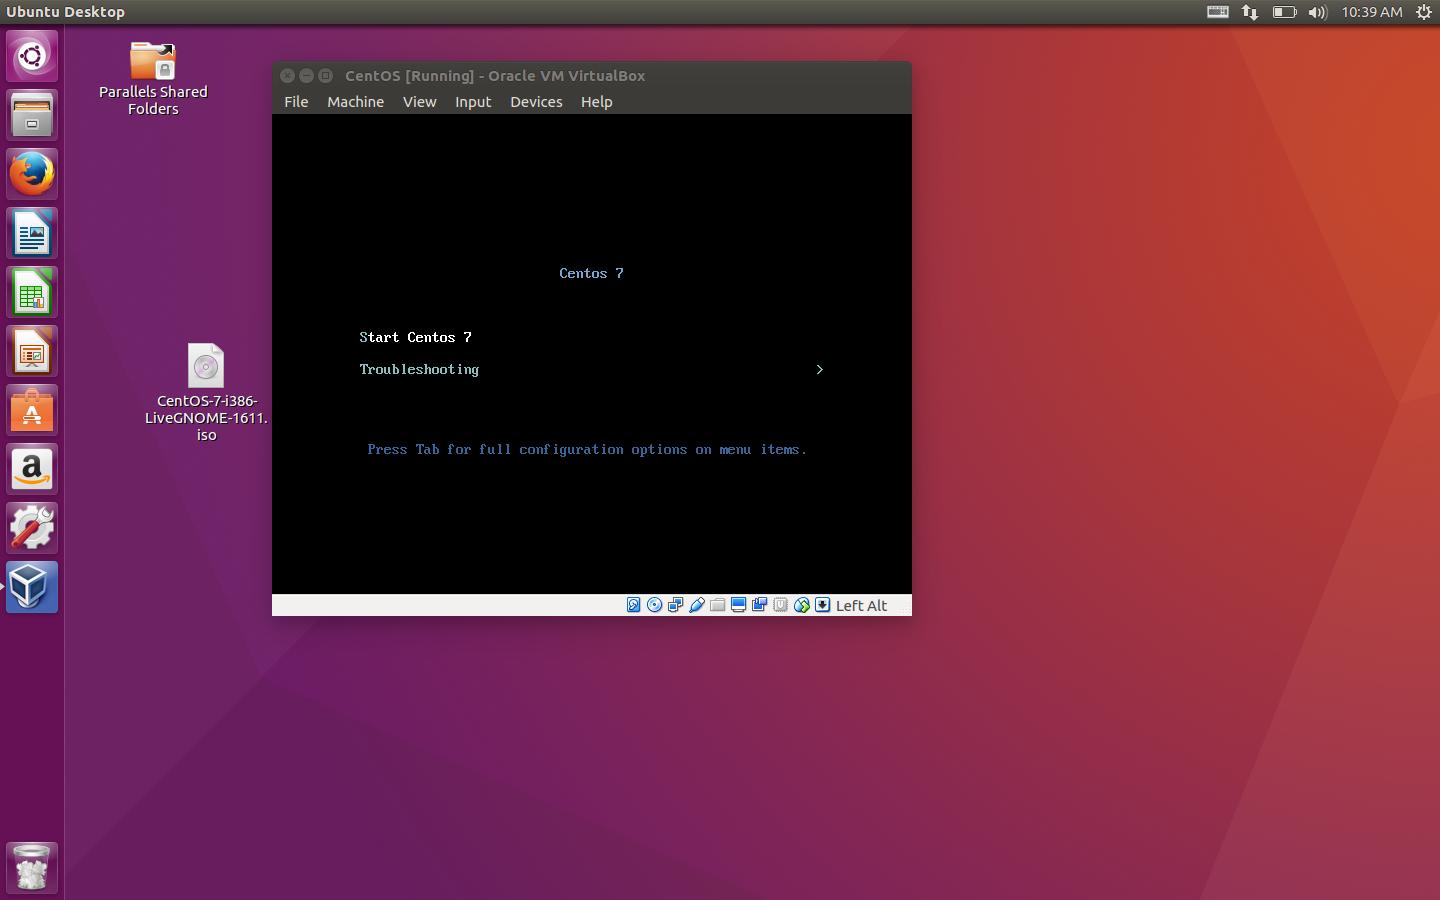 Ubuntu Desktop
10:39 AM
Parallels Shared
Folders
CentOS [Running] - Oracle VM VirtualBox
File Machine View Input Devices Help
Centos 7
Start Centos 7
Troubleshooting >
Press Tab for full configuration options on menu items.
CentOS-7-i386-
LiveGNOME-1611.
iso
Left Alt